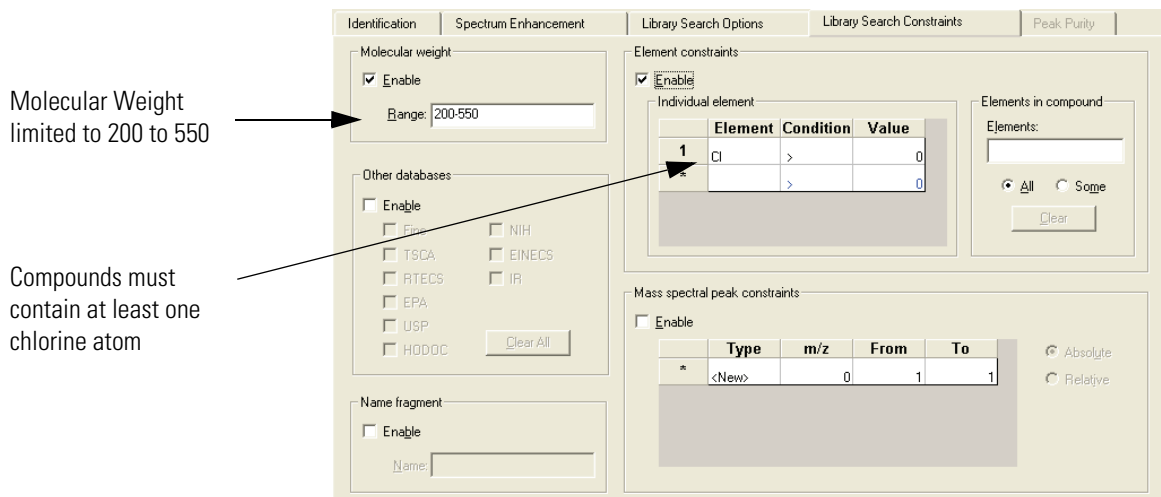 Identification
Spectrum Enhancement
Library Search Options
Library Search Constraints
Peak Purity
Molecular Weight
limited to 200 to 550
Compounds must
contain at least one
chlorine atom
Molecular weight
Enable
Range: 200-550
Other databases
Enable
Fine
NIH
TSCA
EINECS
RTECS
IR
EPA
USP
HODOC
Clear All
Name fragment
Enable
Name:
Element constraints
Enable
Individual element
Element Condition Value
1 Cl > 0
* > 0
Elements in compound
Elements:
All Some
Clear
Mass spectral peak constraints
Enable
Type m/z From To
* <New> 0 1 1
Absolute
Relative